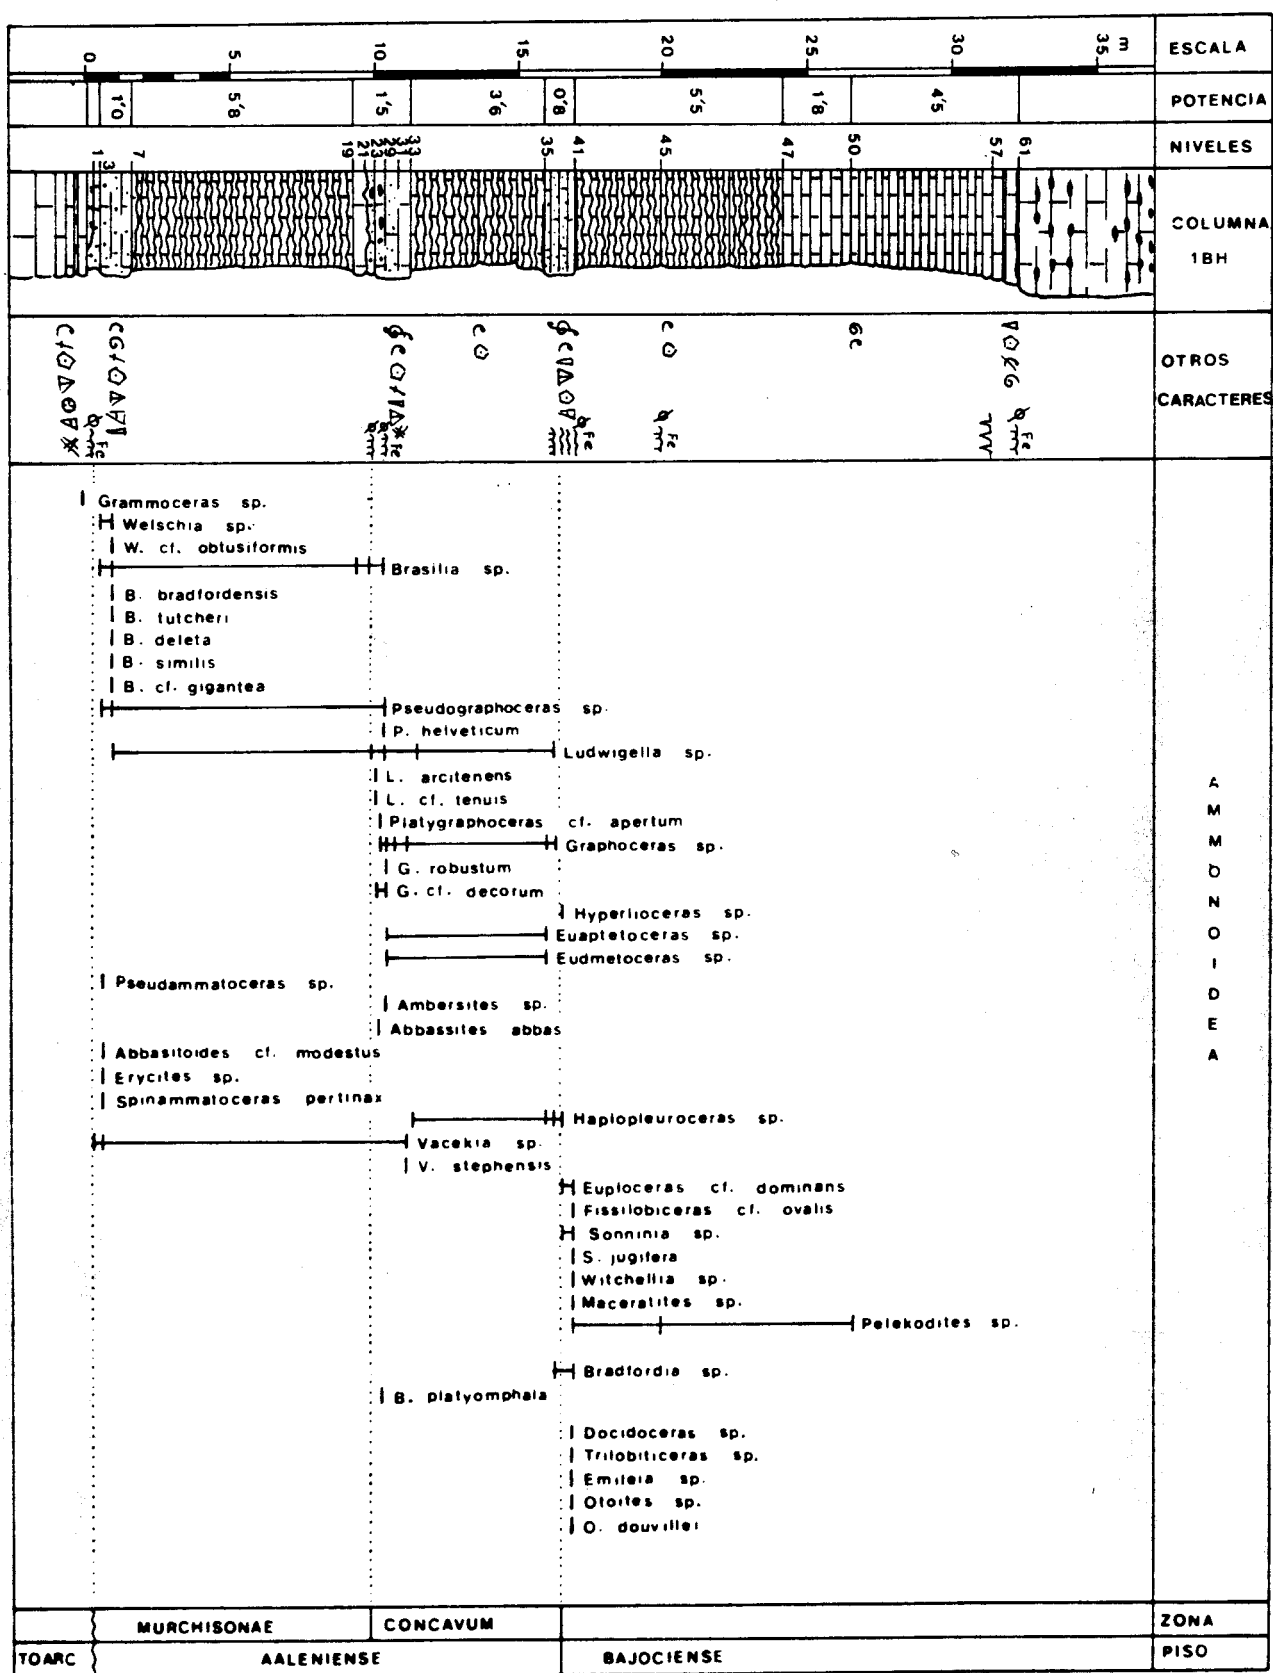 0 5 10 15 20 25 30 35 m ESCALA
1'0 5'8 1'5 3'6 0'8 5'5 1'8 4'5 POTENCIA
1 3 7 19 21 23 29 31 33 35 41 45 47 50 57 61 NIVELES
COLUMNA
1BH
OTROS
CARACTERES
Fe Fe Fe Fe Fe
Grammoceras sp.
Welschia sp.
W. cf. obtusiformis
Brasilia sp.
B. bradfordensis
B. tutcheri
B. deleta
B. similis
B. cf. gigantea
Pseudographoceras sp.
P. helveticum
Ludwigella sp.
L. arcitenens
L. cf. tenuis
Platygraphoceras cf. apertum
Graphoceras sp.
G. robustum
G. cf. decorum
Hyperlioceras sp.
Euaptetoceras sp.
Eudmetoceras sp.
Pseudammatoceras sp.
Ambersites sp.
Abbassites abbas
Abbasitoides cf. modestus
Erycites sp.
Spinammatoceras pertinax
Haplopleuroceras sp.
Vacekia sp.
V. stephensis
Euploceras cf. dominans
Fissilobiceras cf. ovalis
Sonninia sp.
S. jugifera
Witchellia sp.
Maceratites sp.
Pelekodites sp.
Bradfordia sp.
B. platyomphala
Docidoceras sp.
Trilobiticeras sp.
Emileia sp.
Otoites sp.
O. douvillei
AMMONOIDEA
MURCHISONAE CONCAVUM ZONA
TOARC AALENIENSE BAJOCIENSE PISO